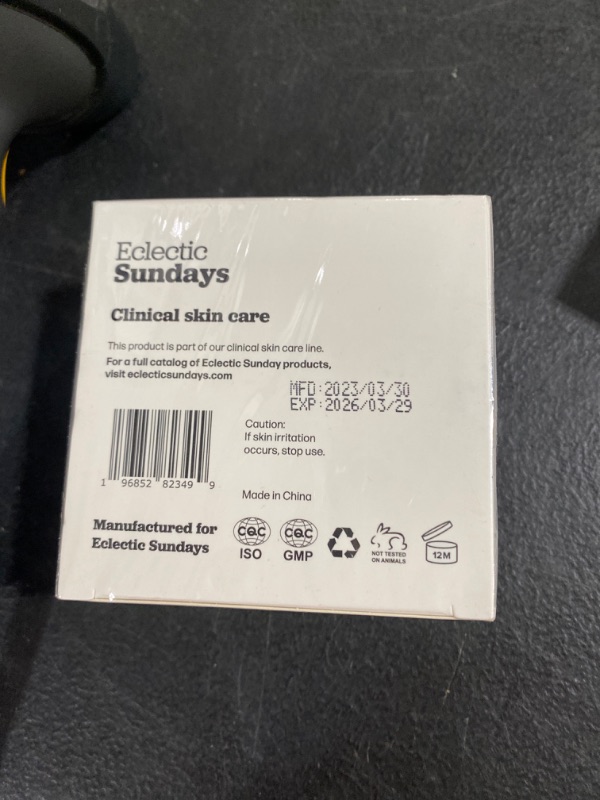 Eclectic
Sundays
Clinical skin care
This product is part of our clinical skin care line.
For a full catalog of Eclectic Sunday products,
visit eclecticsundays.com
MFD:2023/03/30
EXP:2026/03/29
Caution:
If skin irritation
occurs, stop use.
1 96852 82349 9
Made in China
Manufactured for
Eclectic Sundays
CQC
ISO
CQC
GMP
NOT TESTED
ON ANIMALS
12M